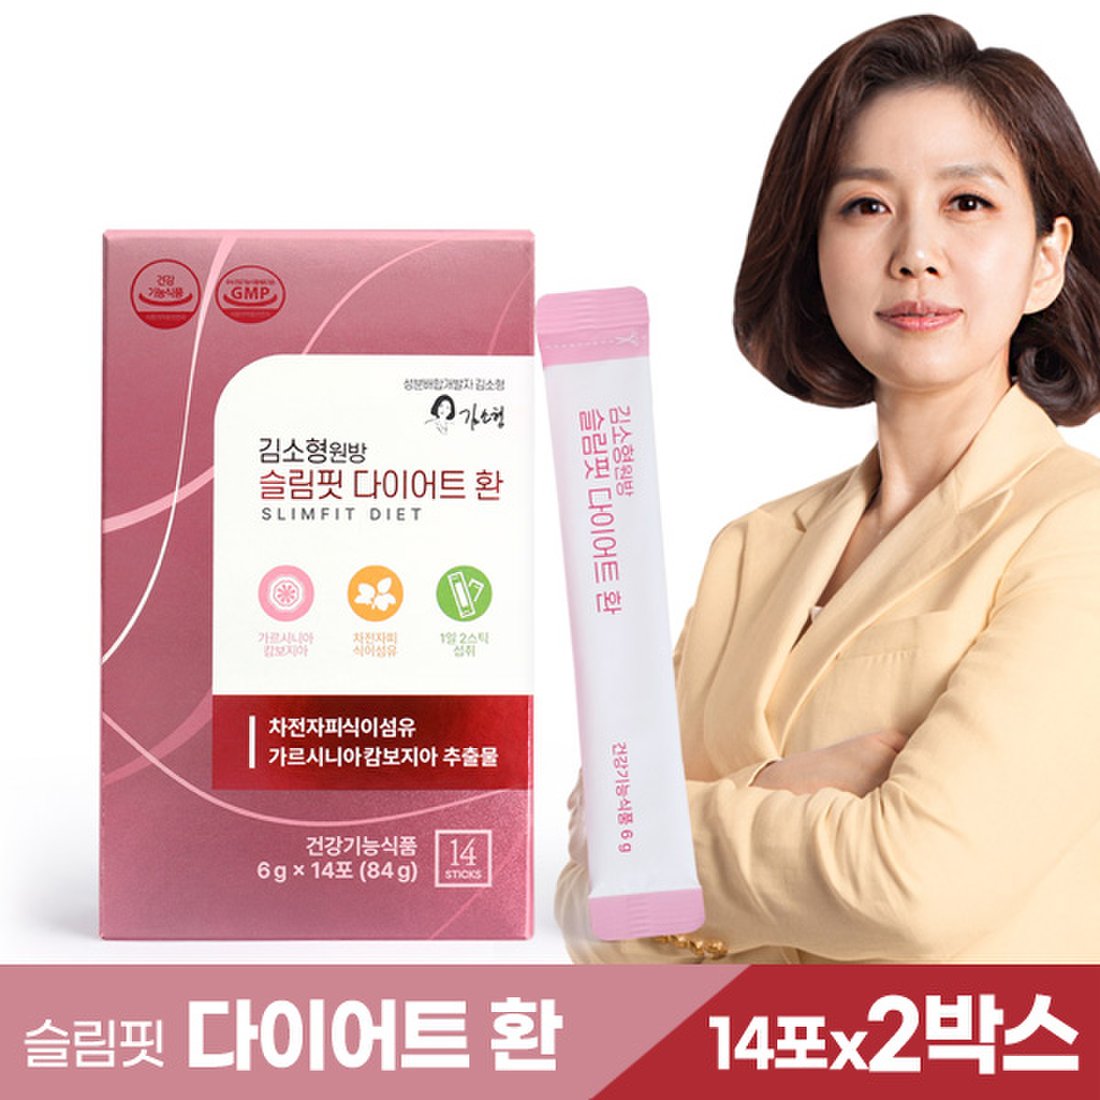 건강
기능식품
GMP
성분배합개발자 김소형
김소형
김소형원방
슬림핏 다이어트 환
SLIMFIT DIET
가르시니아
캄보지아
차전자피
식이섬유
1일 2스틱
섭취
차전자피식이섬유
가르시니아캄보지아 추출물
건강기능식품
6g × 14포 (84g)
14
STICKS
김소형원방
슬림핏 다이어트 환
건강기능식품 6g
슬림핏 다이어트 환
14포x2박스